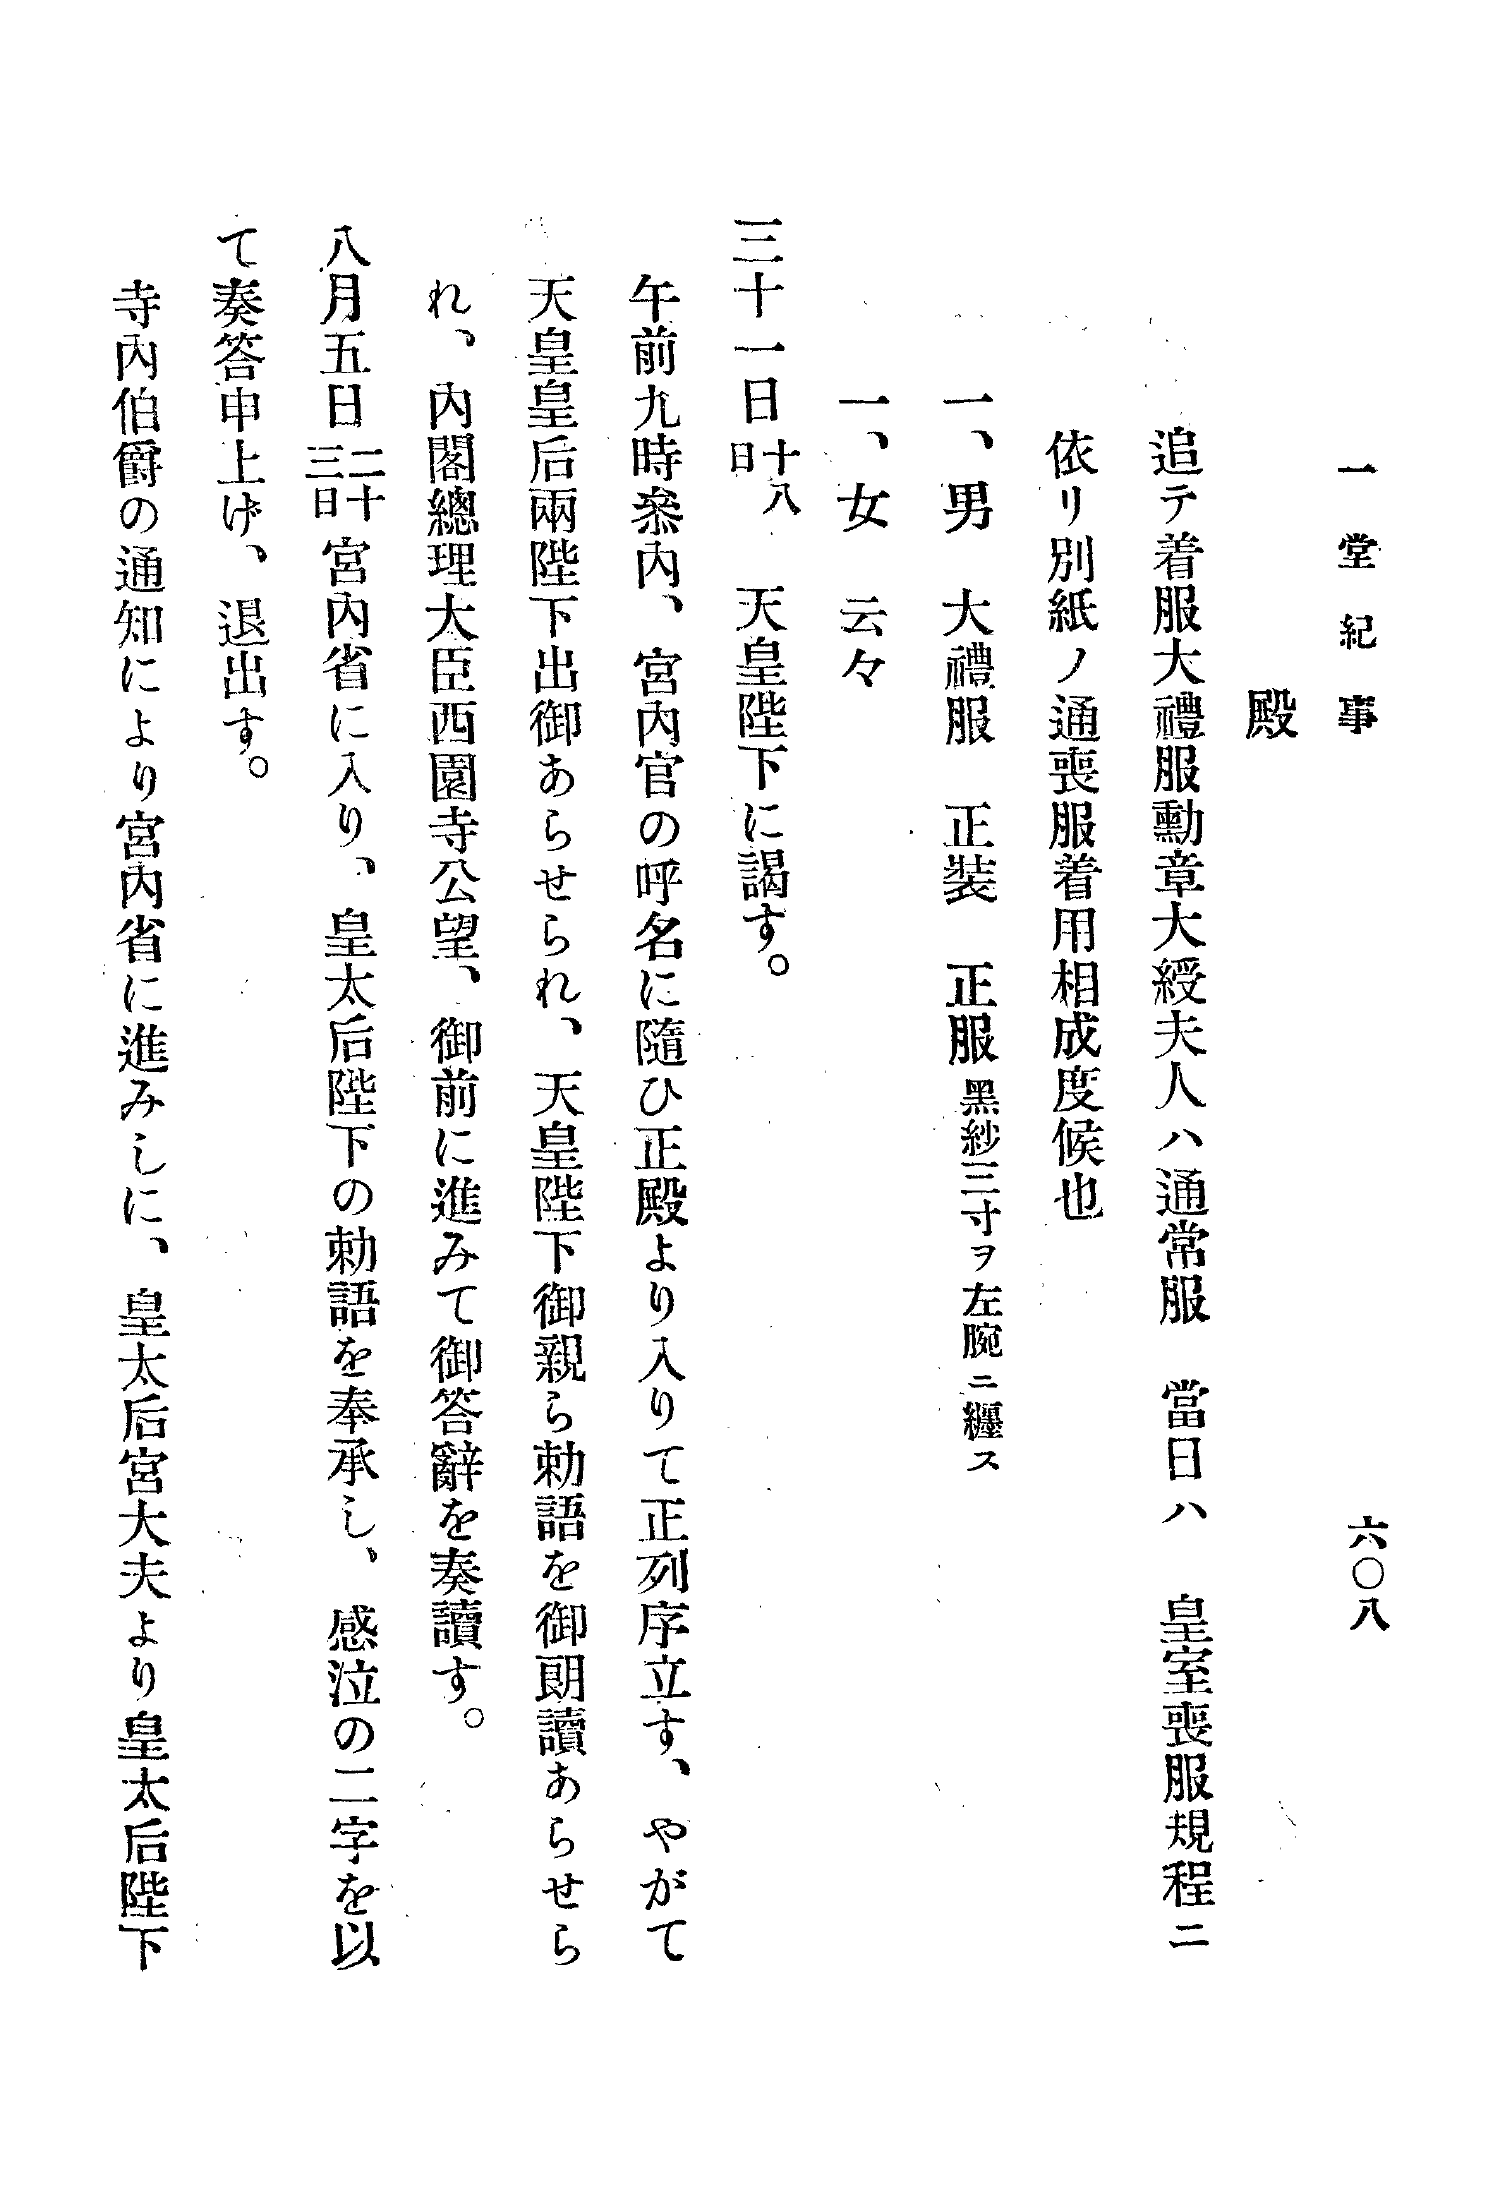 一堂紀事
六〇八
殿
追テ着服大禮服勳章大綬夫人ハ通常服　當日ハ　皇室喪服規程ニ
依リ別紙ノ通喪服着用相成度候也
一、男　大禮服　正装　正服黑紗三寸ヲ左腕ニ纒ス
一、女　云々
三十一日十八日　天皇陛下に謁す。
午前九時叅內、宮內官の呼名に隨ひ正殿より入りて正列序立す、やがて
天皇皇后兩陛下出御あらせられ、天皇陛下御親ら勅語を御朗讀あらせら
れ、內閣總理大臣西園寺公望、御前に進みて御答辭を奏讀す。
八月五日二十三日宮內省に入り、皇太后陛下の勅語を奉承し、感泣の二字を以
て奏答申上げ、退出す。
寺內伯爵の通知により宮內省に進みしに、皇太后宮大夫より皇太后陛下